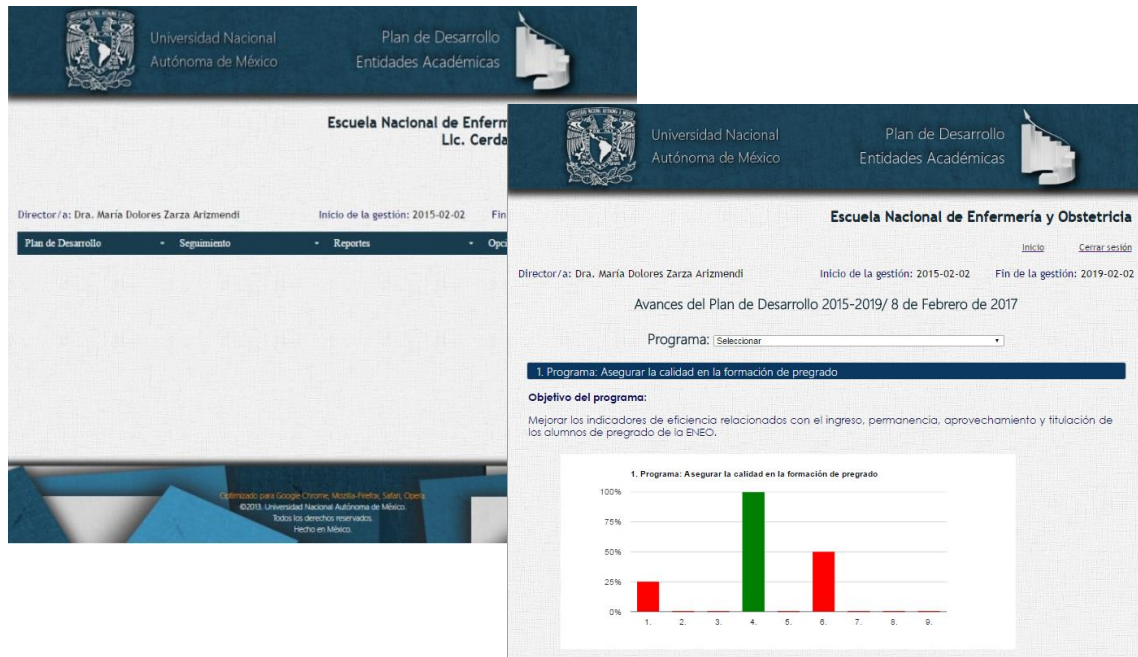 Universidad Nacional
Autónoma de México
Plan de Desarrollo
Entidades Académicas
Escuela Nacional de Enferm
Lic. Cerda
Director/a: Dra. María Dolores Zarza Arizmendi Inicio de la gestión: 2015-02-02 Fin
Plan de Desarrollo Seguimiento Reportes Opci
Optimizado para Google Chrome, Mozilla-Firefox, Safari, Opera.
©2013. Universidad Nacional Autónoma de México.
Todos los derechos reservados.
Hecho en México.
Universidad Nacional
Autónoma de México
Plan de Desarrollo
Entidades Académicas
Escuela Nacional de Enfermería y Obstetricia
Inicio Cerrar sesión
Director/a: Dra. María Dolores Zarza Arizmendi Inicio de la gestión: 2015-02-02 Fin de la gestión: 2019-02-02
Avances del Plan de Desarrollo 2015-2019/ 8 de Febrero de 2017
Programa: Seleccionar
1. Programa: Asegurar la calidad en la formación de pregrado
Objetivo del programa:
Mejorar los indicadores de eficiencia relacionados con el ingreso, permanencia, aprovechamiento y titulación de
los alumnos de pregrado de la ENEO.
1. Programa: Asegurar la calidad en la formación de pregrado
100%
75%
50%
25%
0%
1. 2. 3. 4. 5. 6. 7. 8. 9.